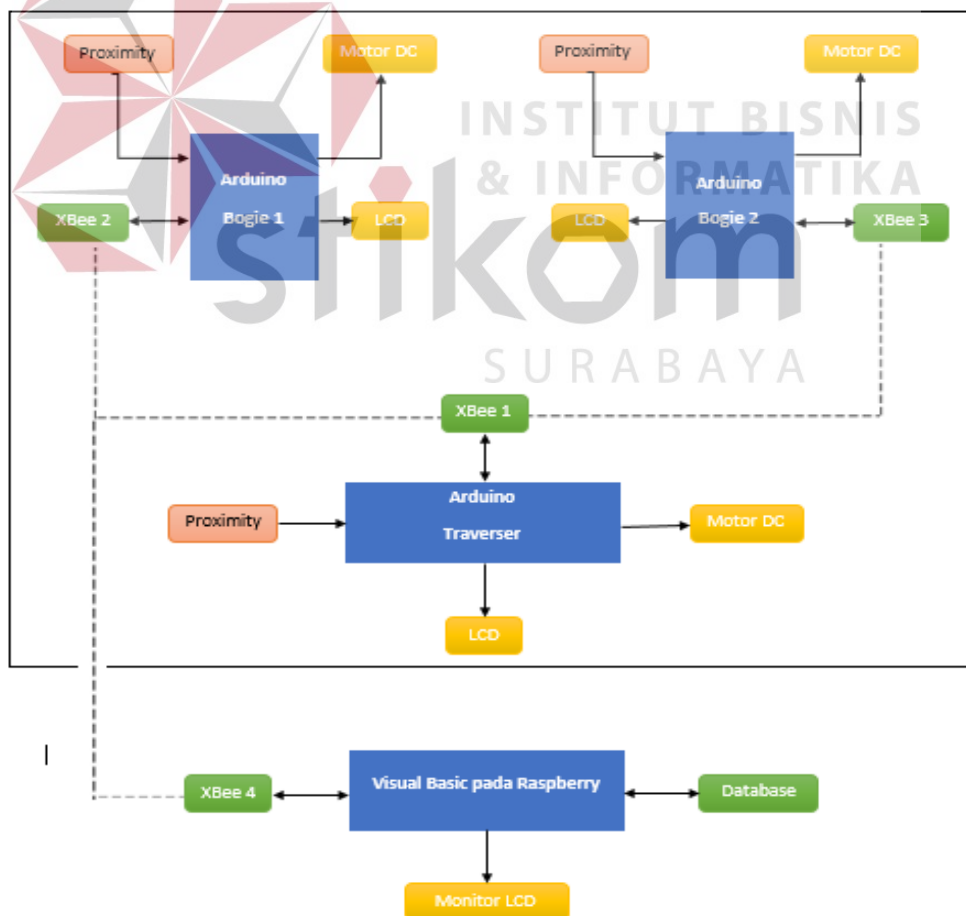 Proximity
Motor DC
Proximity
Motor DC
INSTITUT BISNIS
& INFORMATIKA
stikom
SURABAYA
Arduino
Bogie 1
Arduino
Bogie 2
XBee 2
LCD
LCD
XBee 3
XBee 1
Arduino
Traverser
Proximity
Motor DC
LCD
XBee 4
Visual Basic pada Raspberry
Database
Monitor LCD